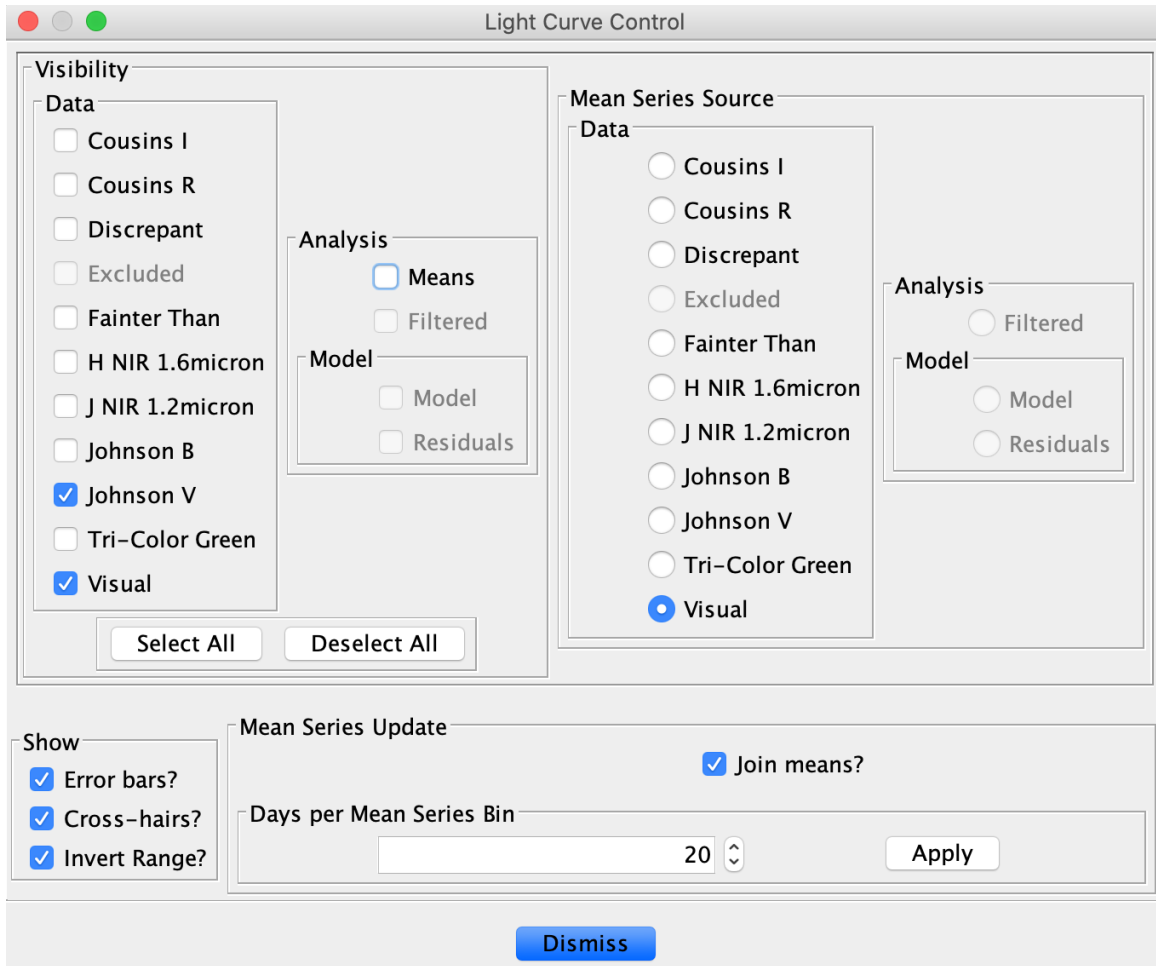 Light Curve Control
Visibility
Data
Cousins I
Cousins R
Discrepant
Excluded
Fainter Than
H NIR 1.6micron
J NIR 1.2micron
Johnson B
Johnson V
Tri-Color Green
Visual
Analysis
Means
Filtered
Model
Model
Residuals
Select All
Deselect All
Mean Series Source
Data
Cousins I
Cousins R
Discrepant
Excluded
Fainter Than
H NIR 1.6micron
J NIR 1.2micron
Johnson B
Johnson V
Tri-Color Green
Visual
Analysis
Filtered
Model
Model
Residuals
Show
Error bars?
Cross-hairs?
Invert Range?
Mean Series Update
Join means?
Days per Mean Series Bin
20
Apply
Dismiss